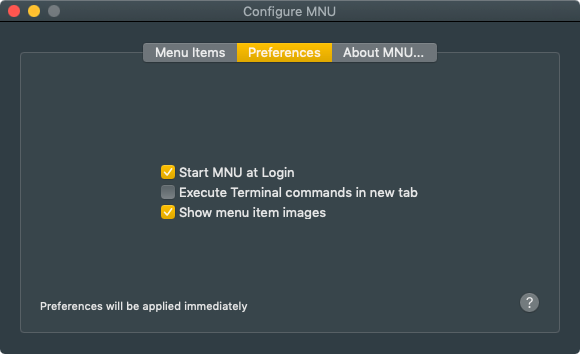 Configure MNU
Menu Items Preferences About MNU...
Start MNU at Login
Execute Terminal commands in new tab
Show menu item images
Preferences will be applied immediately
?